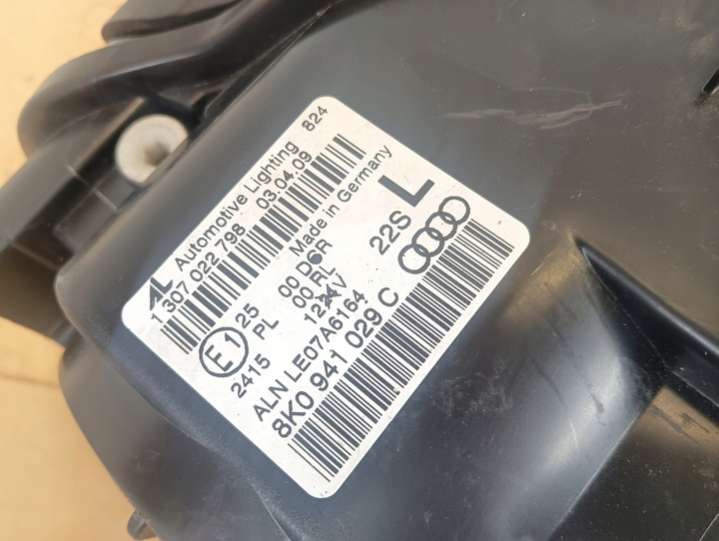 AL Automotive Lighting 824
1 307 022 798 03.04.09
Made in Germany
E1 25 00 DCR 22S L
PL 00 RL
2415 12V
ALN LE07A6164
8K0 941 029 C